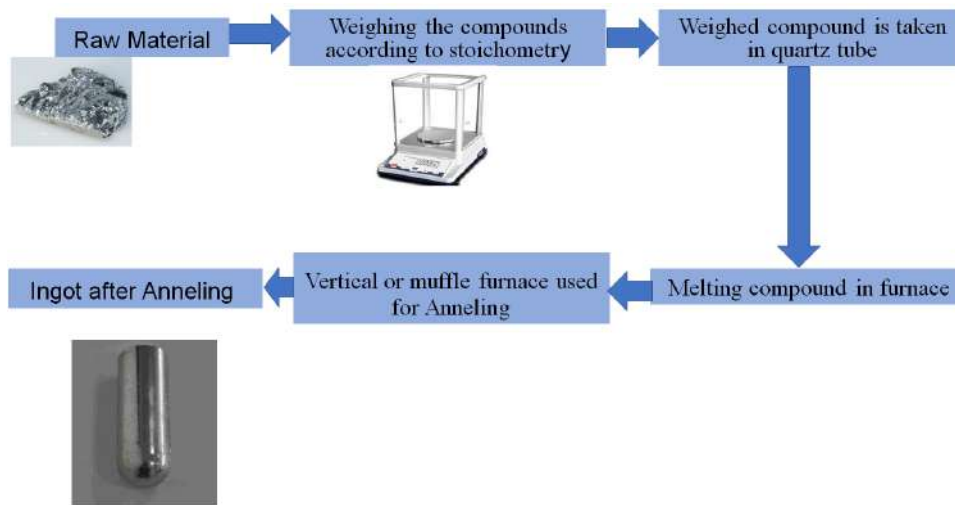 Raw Material
Weighing the compounds
according to stoichometry
Weighed compound is taken
in quartz tube
Melting compound in furnace
Vertical or muffle furnace used
for Anneling
Ingot after Anneling